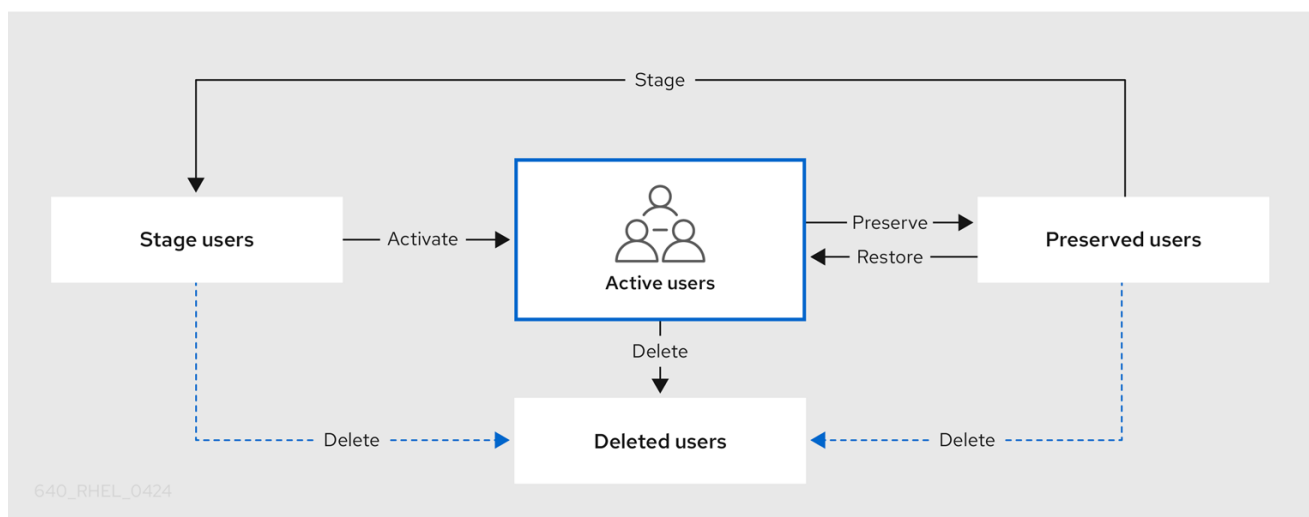 Stage
Stage users
Activate
Active users
Preserve
Restore
Preserved users
Delete
Delete
Deleted users
Delete
640_RHEL_0424